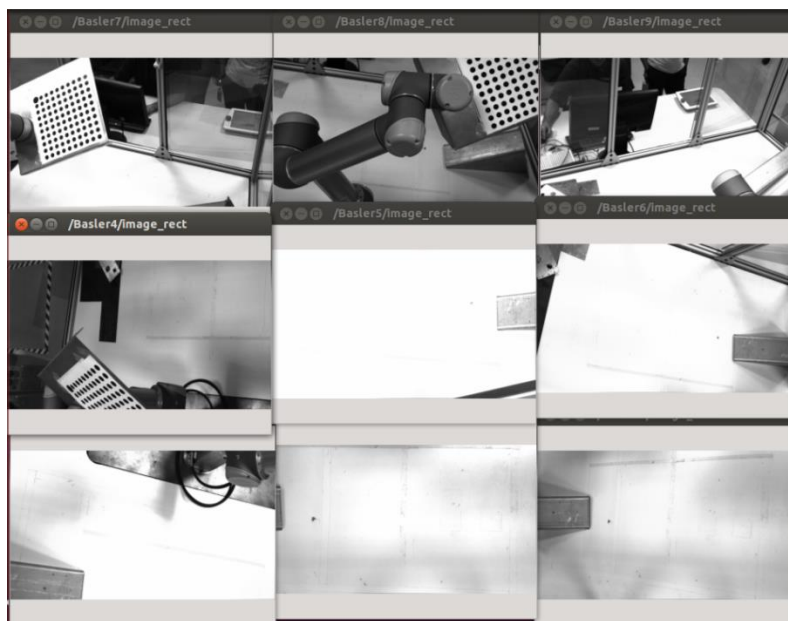 /Basler7/image_rect
/Basler8/image_rect
/Basler9/image_rect
/Basler4/image_rect
/Basler5/image_rect
/Basler6/image_rect